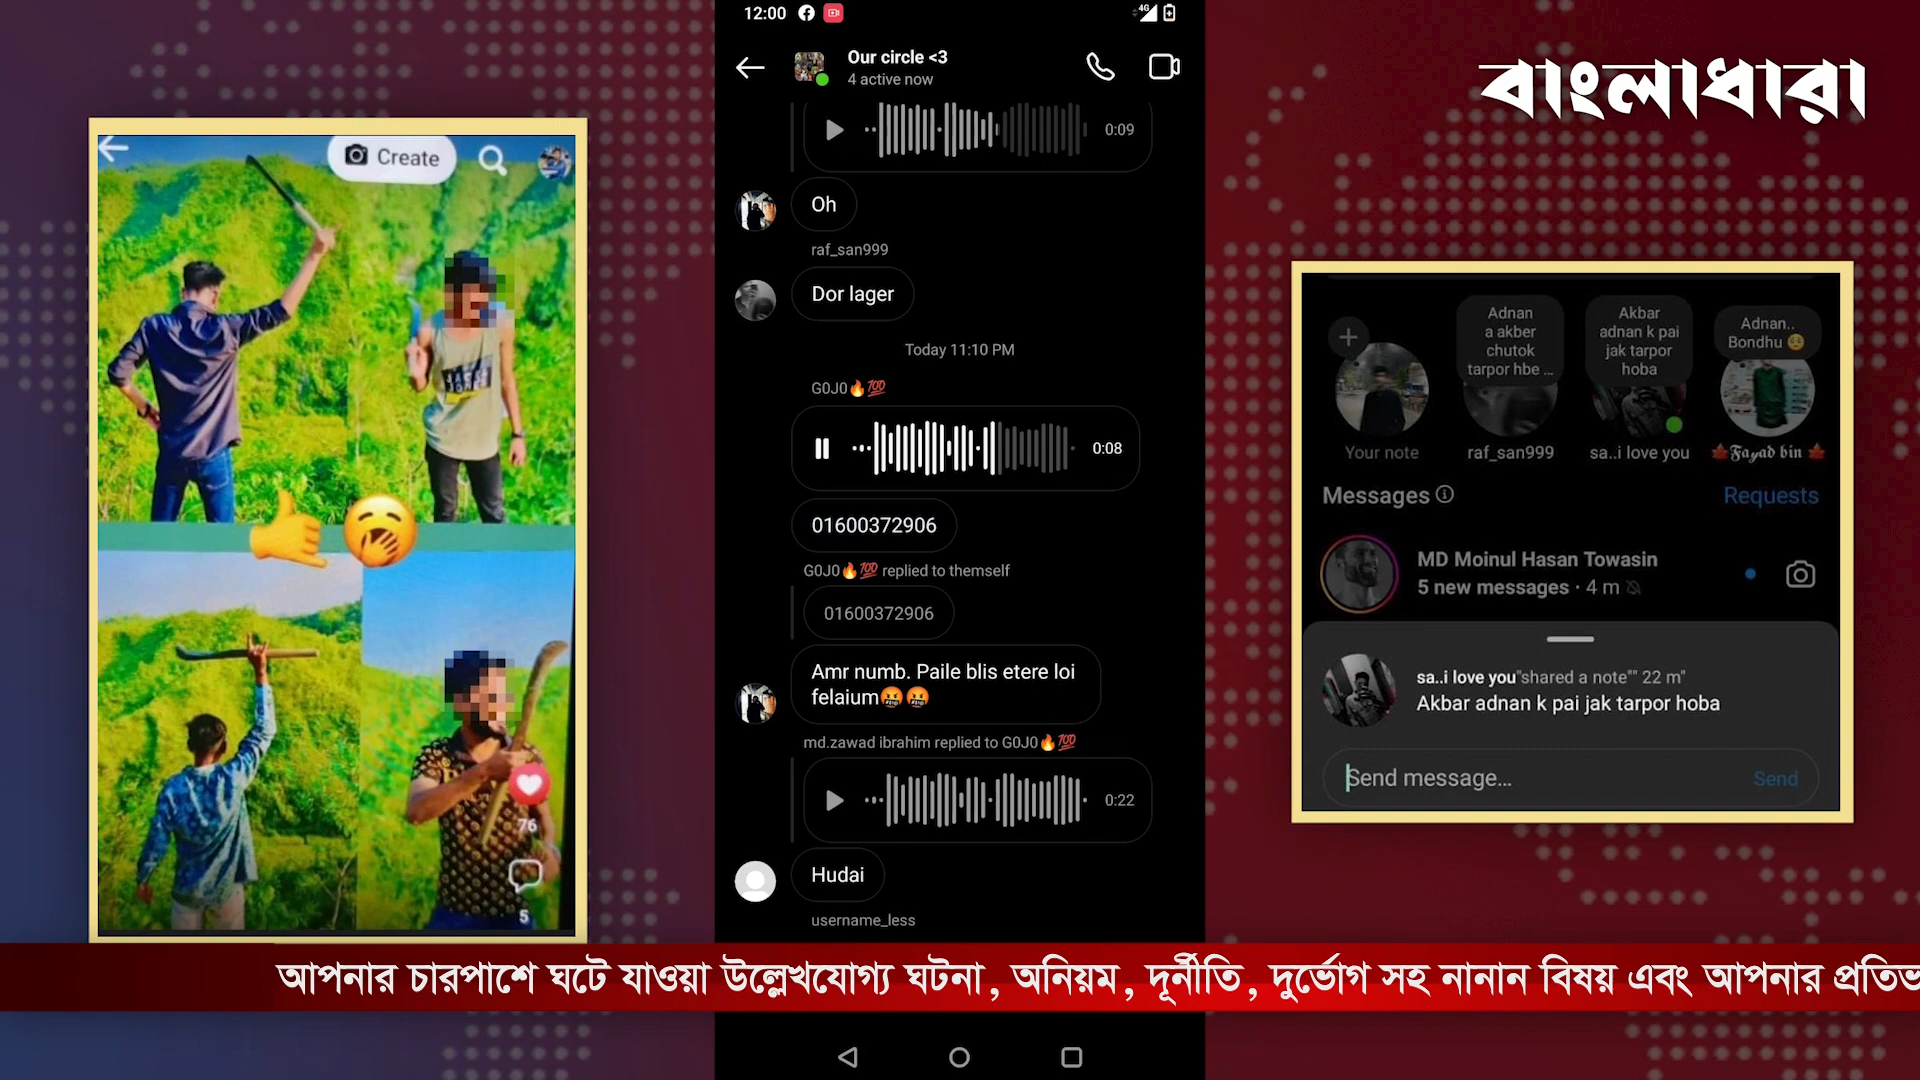 বাংলাধারা
Create
76
5
12:00
4G
Our circle <3
4 active now
0:09
Oh
raf_san999
Dor lager
Today 11:10 PM
G0J0🔥💯
0:08
01600372906
G0J0🔥💯 replied to themself
01600372906
Amr numb. Paile blis etere loi
felaium🤬🤬
md.zawad ibrahim replied to G0J0🔥💯
0:22
Hudai
username_less
Adnan
a akber
chutok
tarpor hbe ...
Akbar
adnan k pai
jak tarpor
hoba
Adnan..
Bondhu 😥
Your note
raf_san999
sa..i love you
🍁𝕱𝖆𝖞𝖆𝖉 𝖇𝖎𝖓🍁
Messages
Requests
MD Moinul Hasan Towasin
5 new messages · 4 m
sa..i love you"shared a note"" 22 m"
Akbar adnan k pai jak tarpor hoba
Send message...
Send
আপনার চারপাশে ঘটে যাওয়া উল্লেখযোগ্য ঘটনা, অনিয়ম, দূর্নীতি, দুর্ভোগ সহ নানান বিষয় এবং আপনার